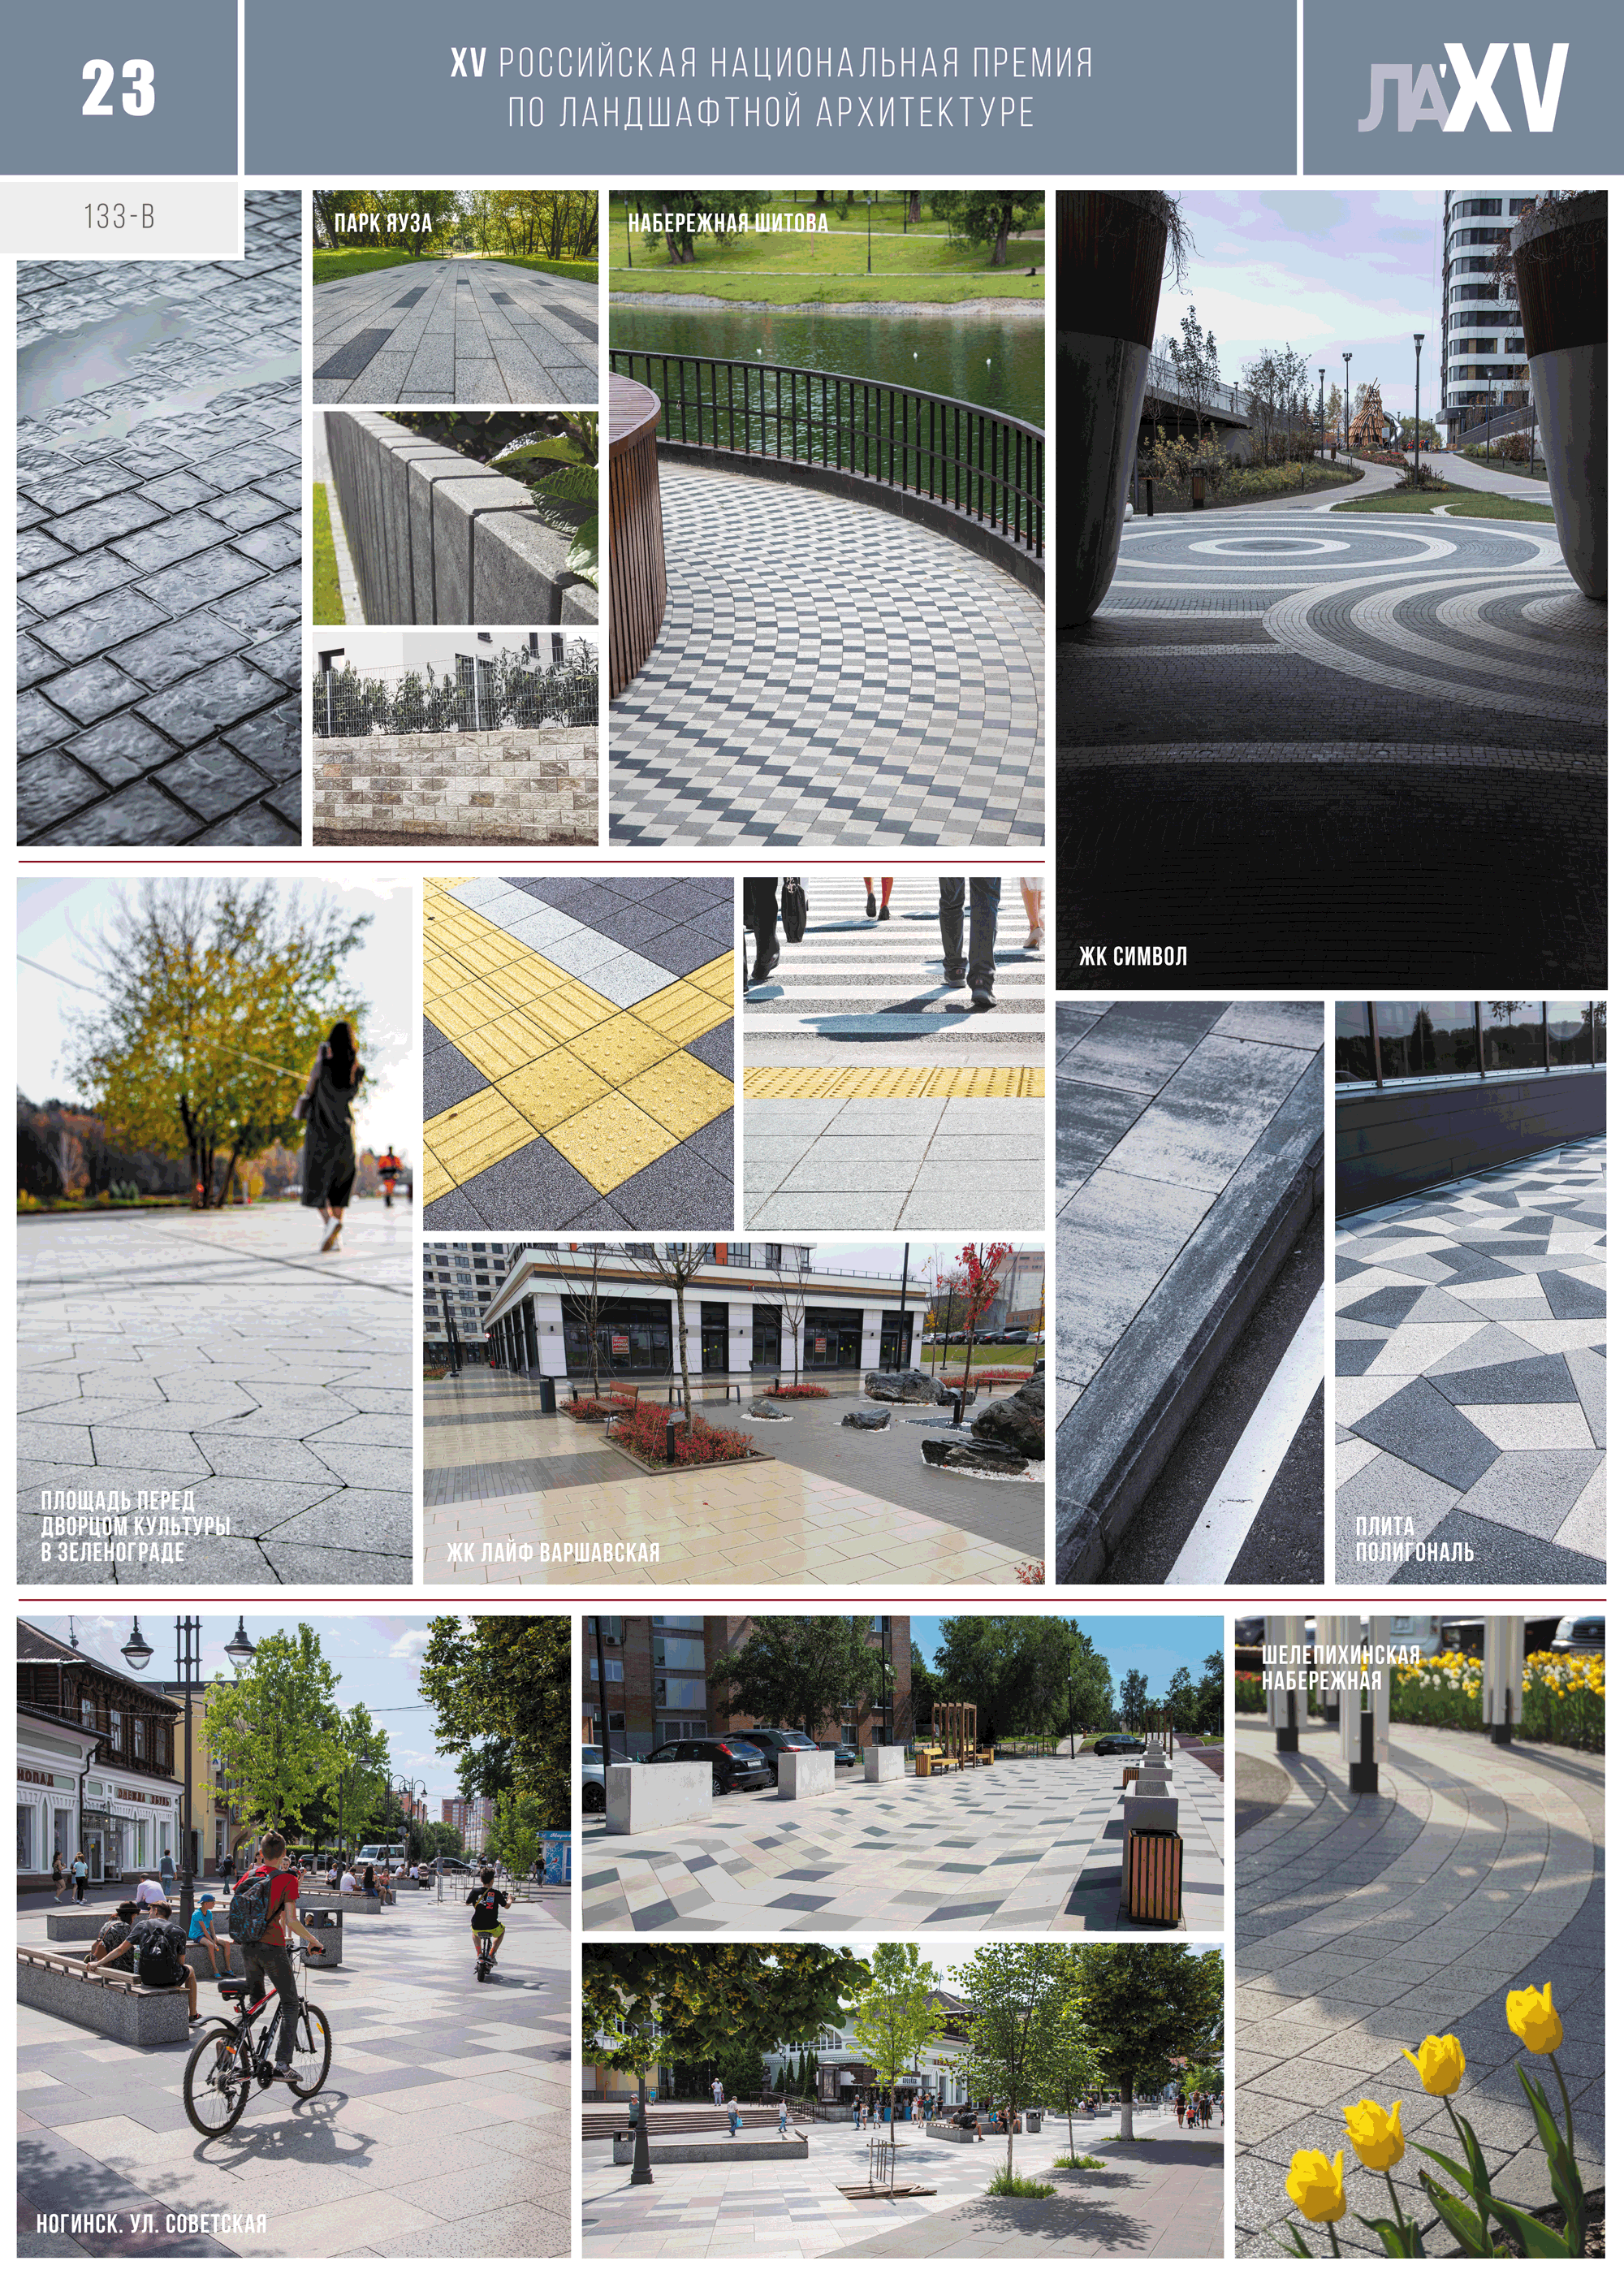 23
XV РОССИЙСКАЯ НАЦИОНАЛЬНАЯ ПРЕМИЯ
ПО ЛАНДШАФТНОЙ АРХИТЕКТУРЕ
ЛА'XV
133-В
ПАРК ЯУЗА
НАБЕРЕЖНАЯ ШИТОВА
ЖК СИМВОЛ
ПЛОЩАДЬ ПЕРЕД
ДВОРЦОМ КУЛЬТУРЫ
В ЗЕЛЕНОГРАДЕ
ЖК ЛАЙФ ВАРШАВСКАЯ
ПЛИТА
ПОЛИГОНАЛЬ
НОГИНСК. УЛ. СОВЕТСКАЯ
ШЕЛЕПИХИНСКАЯ
НАБЕРЕЖНАЯ